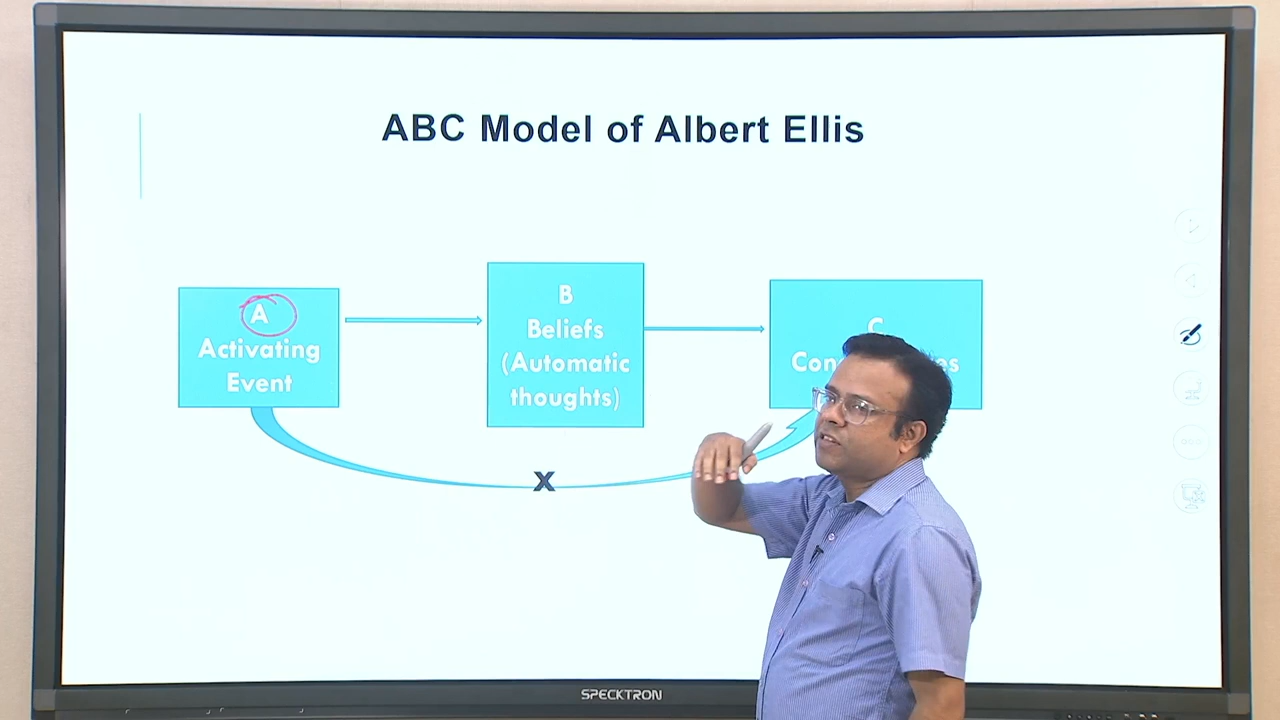 ABC Model of Albert Ellis
A
Activating
Event
B
Beliefs
(Automatic
thoughts)
C
X
SPECKTRON